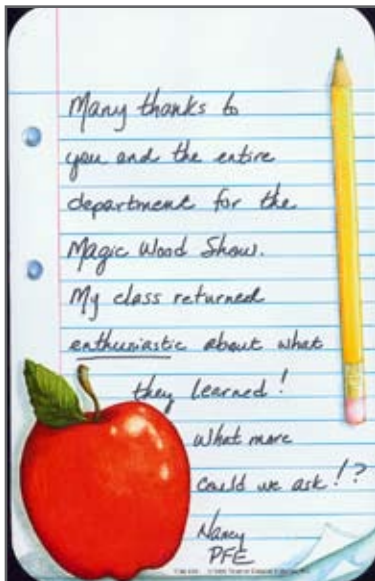 Many thanks to
you and the entire
department for the
Magic Wood Show.
My class returned
enthusiastic about what
they learned!
What more
could we ask!?
Nancy
PFE